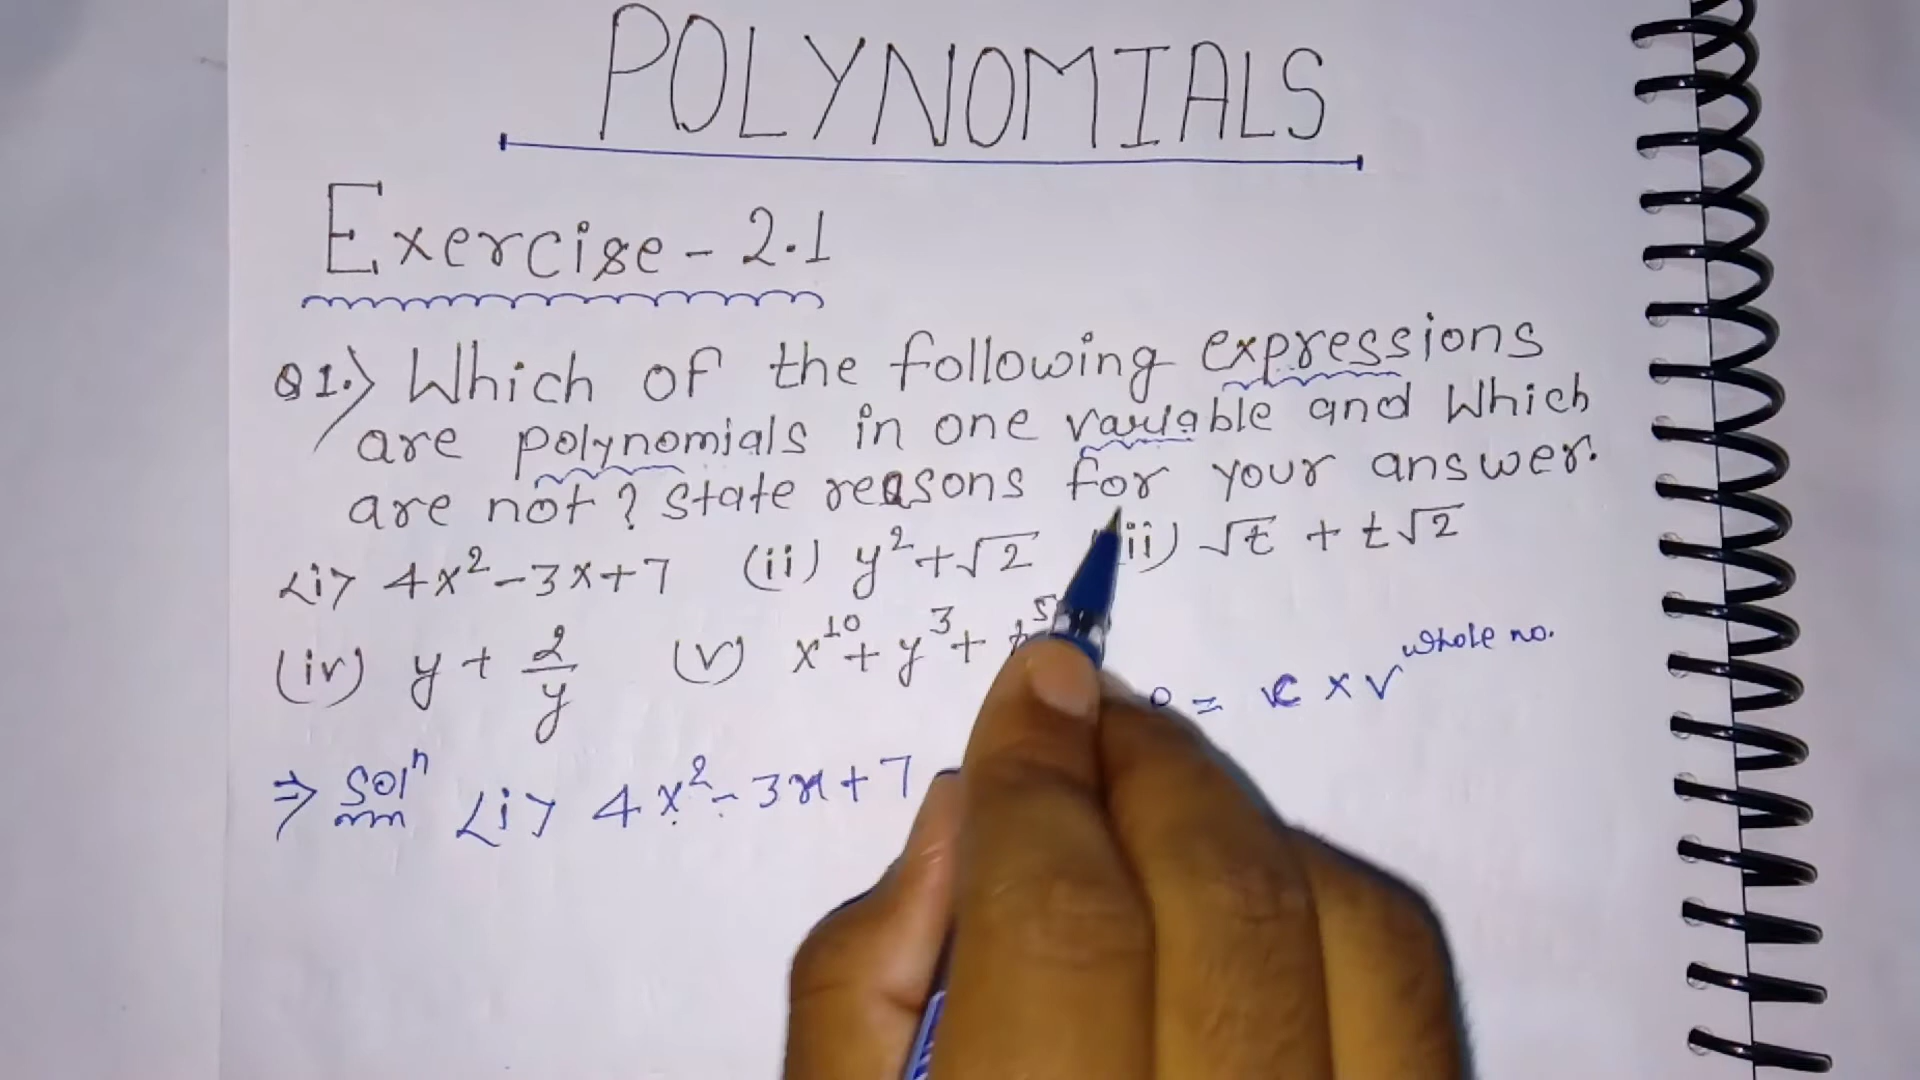 POLYNOMIALS
Exercise - 2.1
Q1.) Which of the following expressions
are polynomials in one variable and which
are not? State reasons for your answer.
<i> 4x² - 3x + 7 (ii) y² + √2 ii) √t + t√2
(iv) y + 2/y (v) x¹⁰ + y³ +
= c × v^whole no.
⇒ Solⁿ <i> 4x² - 3x + 7